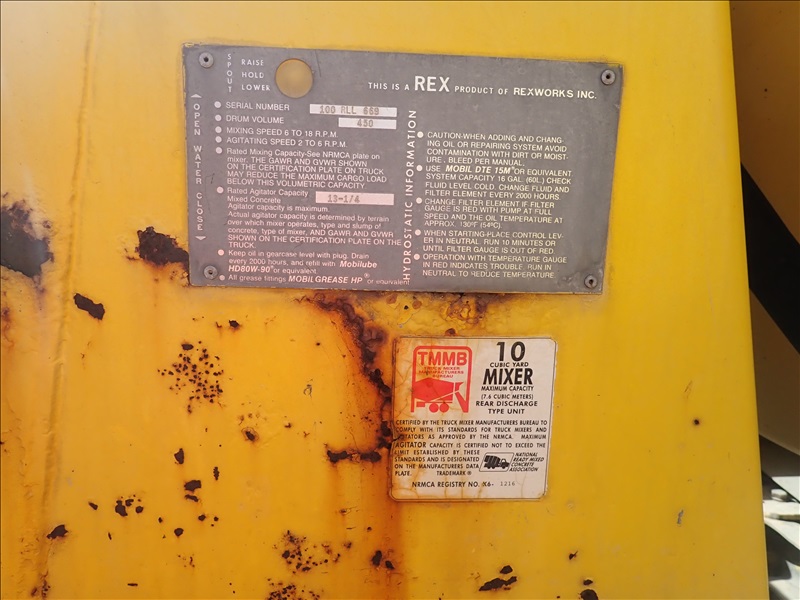 SPOUT
RAISE
HOLD
LOWER
THIS IS A REX PRODUCT OF REXWORKS INC.
OPEN WATER CLOSE
SERIAL NUMBER 100 RLL 669
DRUM VOLUME 450
MIXING SPEED 6 TO 18 R.P.M.
AGITATING SPEED 2 TO 6 R.P.M.
Rated Mixing Capacity-See NRMCA plate on
mixer. THE GAWR AND GVWR SHOWN
ON THE CERTIFICATION PLATE ON TRUCK
MAY REDUCE THE MAXIMUM CARGO LOAD
BELOW THIS VOLUMETRIC CAPACITY
Rated Agitator Capacity 13-1/4
Mixed Concrete
Agitator capacity is maximum.
Actual agitator capacity is determined by terrain
over which mixer operates, type and slump of
concrete, type of mixer, AND GAWR AND GVWR
SHOWN ON THE CERTIFICATION PLATE ON THE
TRUCK.
Keep oil in gearcase level with plug. Drain
every 2000 hours, and refill with Mobilube
HD80W-90® or equivalent.
All grease fittings MOBILGREASE HP® or equivalent
HYDROSTATIC INFORMATION
CAUTION-WHEN ADDING AND CHANG-
ING OIL OR REPAIRING SYSTEM AVOID
CONTAMINATION WITH DIRT OR MOIST-
URE. BLEED PER MANUAL.
USE MOBIL DTE 15M® OR EQUIVALENT
SYSTEM CAPACITY 16 GAL. (60L.) CHECK
FLUID LEVEL COLD. CHANGE FLUID AND
FILTER ELEMENT EVERY 2000 HOURS.
CHANGE FILTER ELEMENT IF FILTER
GAUGE IS RED WITH PUMP AT FULL
SPEED AND THE OIL TEMPERATURE AT
APPROX. 130°F (54°C).
WHEN STARTING-PLACE CONTROL LEV-
ER IN NEUTRAL. RUN 10 MINUTES OR
UNTIL FILTER GAUGE IS OUT OF RED.
OPERATION WITH TEMPERATURE GAUGE
IN RED INDICATES TROUBLE. RUN IN
NEUTRAL TO REDUCE TEMPERATURE
TMMB
TRUCK MIXER
MANUFACTURERS
BUREAU
10
CUBIC YARD
MIXER
MAXIMUM CAPACITY
(7.6 CUBIC METERS)
REAR DISCHARGE
TYPE UNIT
CERTIFIED BY THE TRUCK MIXER MANUFACTURERS BUREAU TO
COMPLY WITH ITS STANDARDS FOR TRUCK MIXERS AND
AGITATORS AS APPROVED BY THE NRMCA. MAXIMUM
AGITATOR CAPACITY IS CERTIFIED NOT TO EXCEED THE
LIMIT ESTABLISHED BY THESE
STANDARDS AND IS DESIGNATED
ON THE MANUFACTURERS DATA
PLATE. TRADEMARK ®
NATIONAL
READY MIXED
CONCRETE
ASSOCIATION
NRMCA REGISTRY NO. K6- 1216